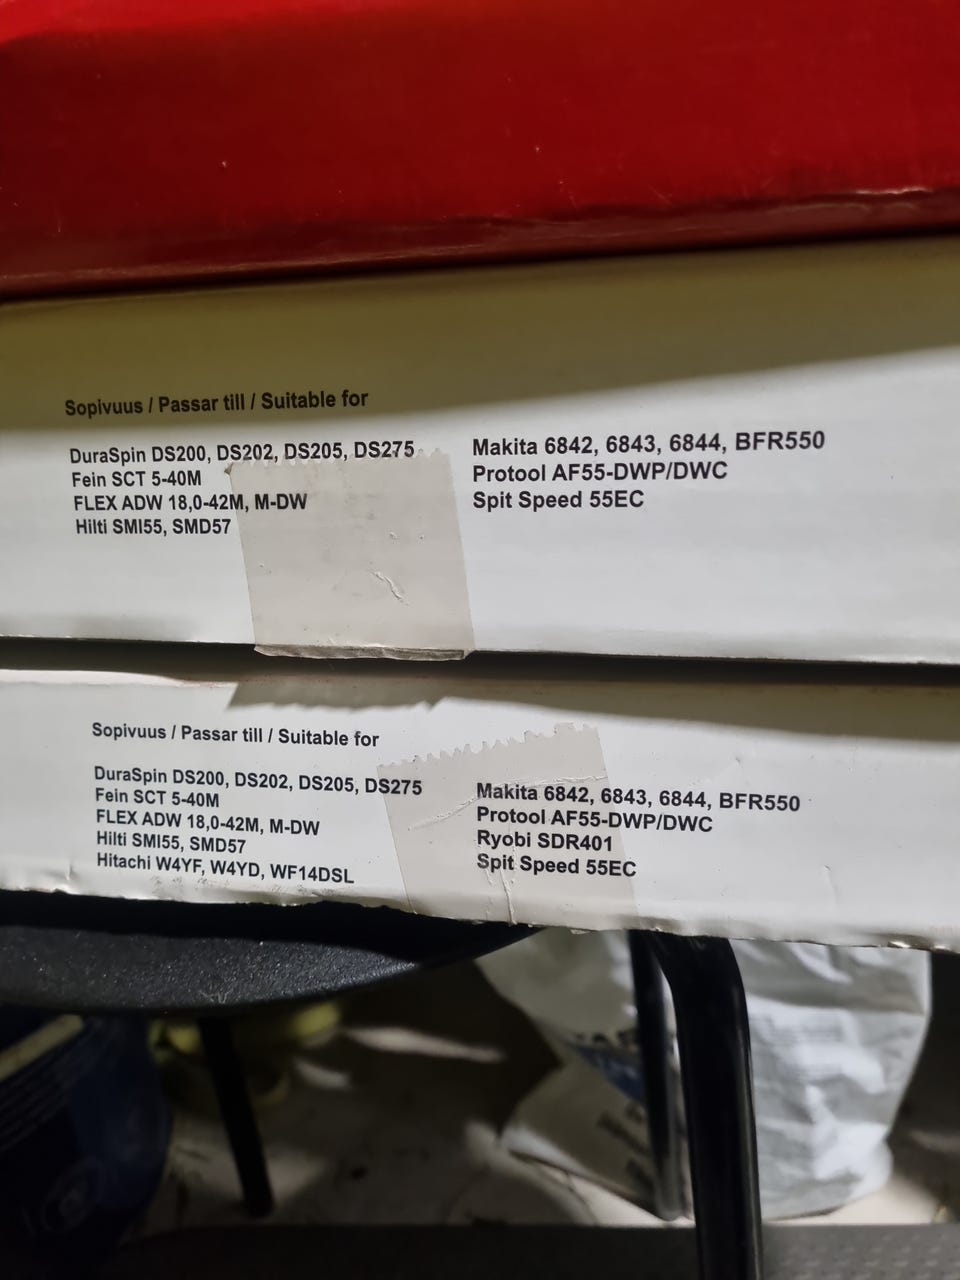 Sopivuus / Passar till / Suitable for
DuraSpin DS200, DS202, DS205, DS275
Fein SCT 5-40M
FLEX ADW 18,0-42M, M-DW
Hilti SMI55, SMD57
Makita 6842, 6843, 6844, BFR550
Protool AF55-DWP/DWC
Spit Speed 55EC
Sopivuus / Passar till / Suitable for
DuraSpin DS200, DS202, DS205, DS275
Fein SCT 5-40M
FLEX ADW 18,0-42M, M-DW
Hilti SMI55, SMD57
Hitachi W4YF, W4YD, WF14DSL
Makita 6842, 6843, 6844, BFR550
Protool AF55-DWP/DWC
Ryobi SDR401
Spit Speed 55EC